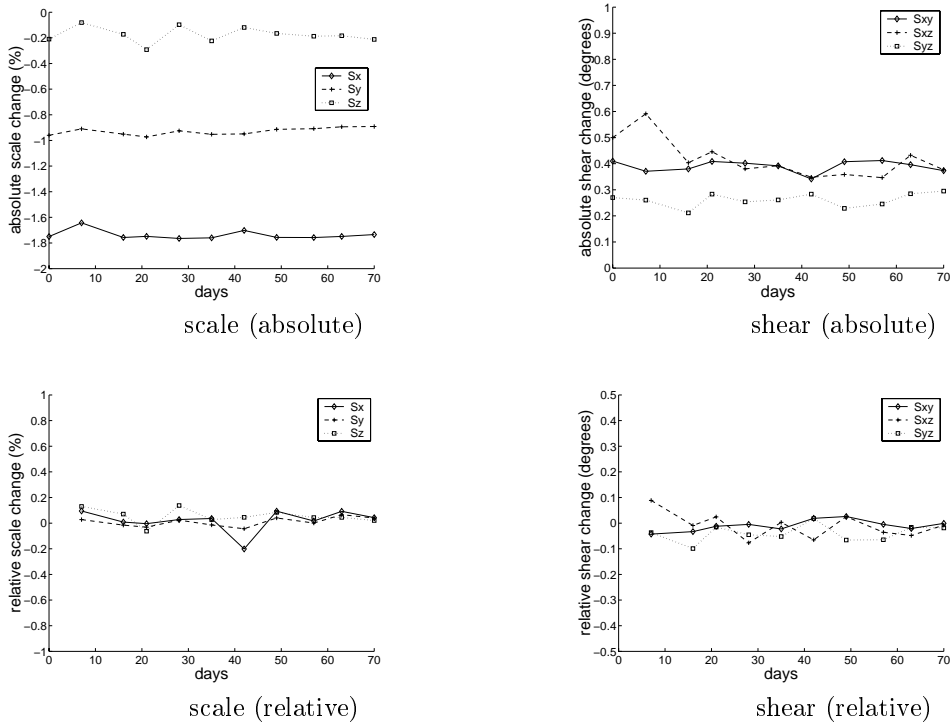 absolute scale change (%)
0
−0.2
−0.4
−0.6
−0.8
−1
−1.2
−1.4
−1.6
−1.8
−2
Sx
Sy
Sz
0 10 20 30 40 50 60 70
days
scale (absolute)
absolute shear change (degrees)
1
0.9
0.8
0.7
0.6
0.5
0.4
0.3
0.2
0.1
0
Sxy
Sxz
Syz
0 10 20 30 40 50 60 70
days
shear (absolute)
relative scale change (%)
1
0.8
0.6
0.4
0.2
0
−0.2
−0.4
−0.6
−0.8
−1
Sx
Sy
Sz
0 10 20 30 40 50 60 70
days
scale (relative)
relative shear change (degrees)
0.5
0.4
0.3
0.2
0.1
0
−0.1
−0.2
−0.3
−0.4
−0.5
Sxy
Sxz
Syz
0 10 20 30 40 50 60 70
days
shear (relative)